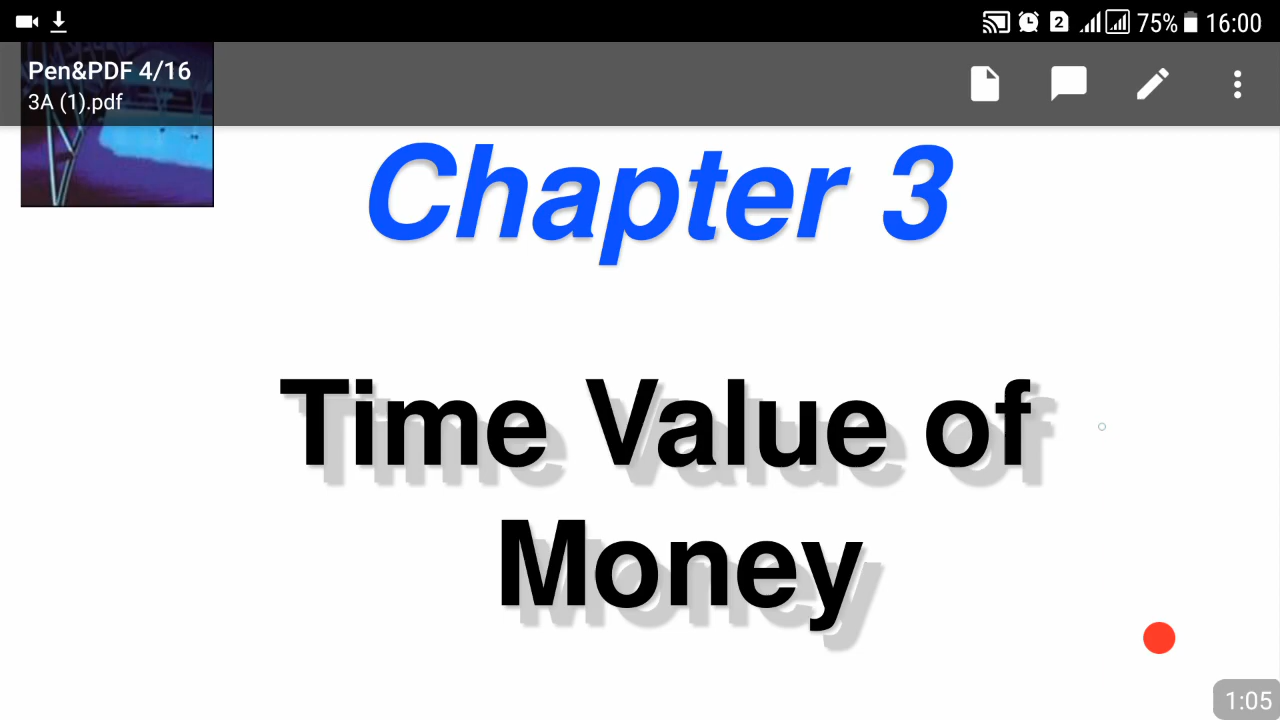 2 75% 16:00
Pen&PDF 4/16
3A (1).pdf
Chapter 3
Time Value of
Money
1:05